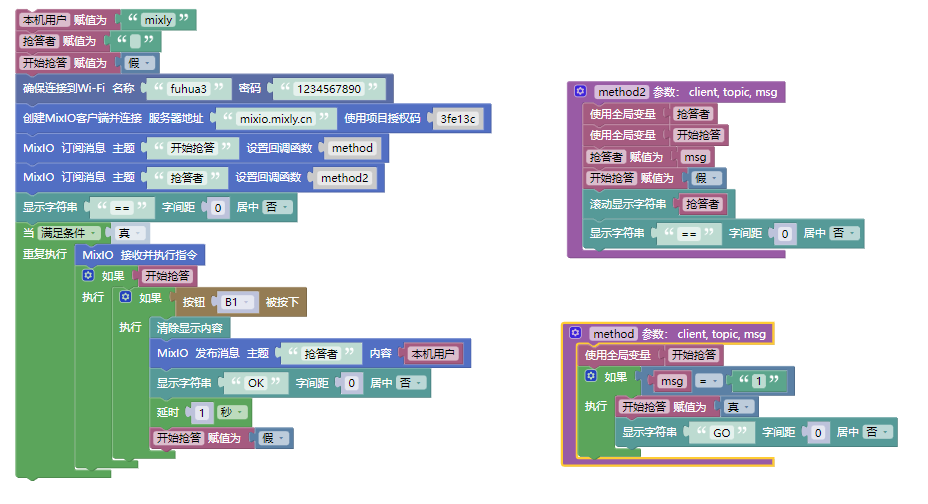 本机用户 赋值为 “ mixly ”
抢答者 赋值为 “ ”
开始抢答 赋值为 假
确保连接到Wi-Fi 名称 “ fuhua3 ” 密码 “ 1234567890 ”
创建MixIO客户端并连接 服务器地址 “ mixio.mixly.cn ” 使用项目授权码 3fe13c
MixIO 订阅消息 主题 “ 开始抢答 ” 设置回调函数 method
MixIO 订阅消息 主题 “ 抢答者 ” 设置回调函数 method2
显示字符串 “ == ” 字间距 0 居中 否
当 满足条件 真
重复执行 MixIO 接收并执行指令
如果 开始抢答
执行 如果 按钮 B1 被按下
执行 清除显示内容
MixIO 发布消息 主题 “ 抢答者 ” 内容 本机用户
显示字符串 “ OK ” 字间距 0 居中 否
延时 1 秒
开始抢答 赋值为 假
method2 参数： client, topic, msg
使用全局变量 抢答者
使用全局变量 开始抢答
抢答者 赋值为 msg
开始抢答 赋值为 假
滚动显示字符串 抢答者
显示字符串 “ == ” 字间距 0 居中 否
method 参数： client, topic, msg
使用全局变量 开始抢答
如果 msg = “ 1 ”
执行 开始抢答 赋值为 真
显示字符串 “ GO ” 字间距 0 居中 否